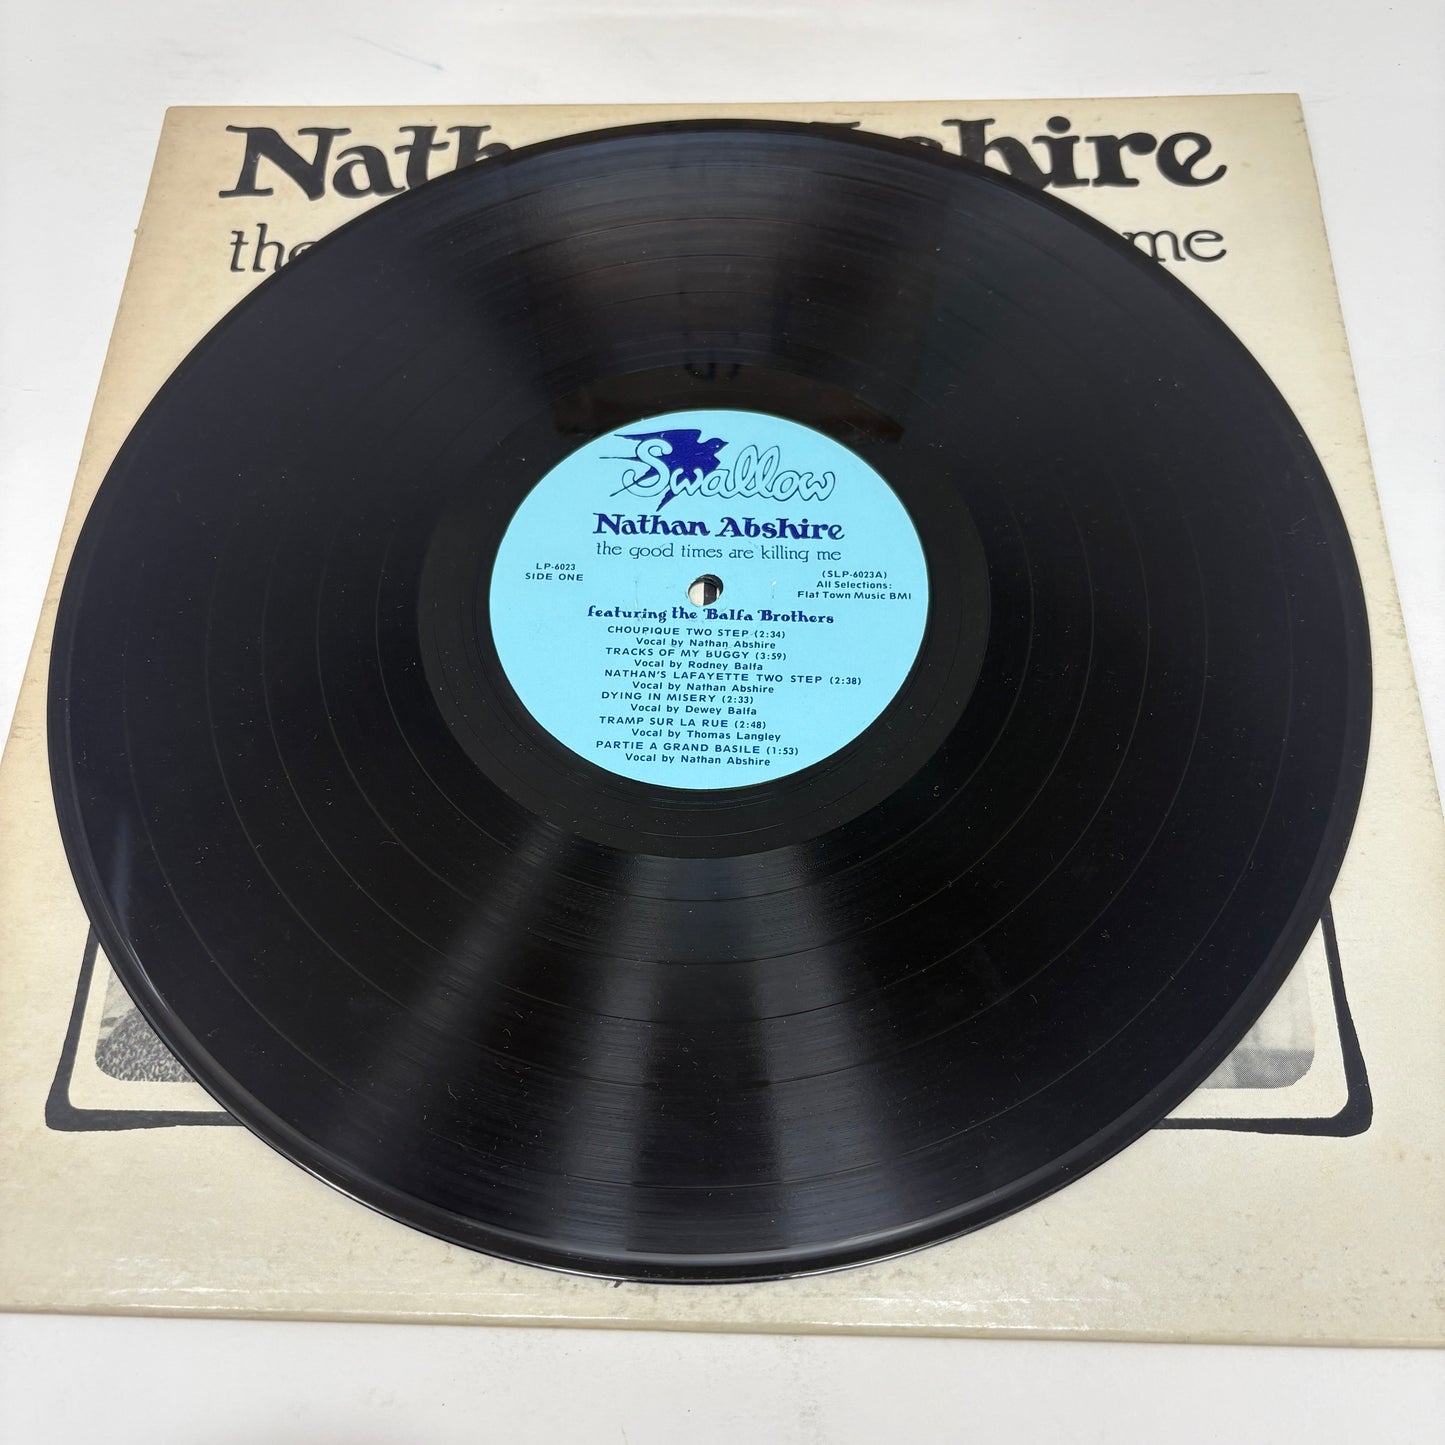 Nath bshire
the me
Swallow
Nathan Abshire
the good times are killing me
LP-6023
SIDE ONE
(SLP-6023A)
All Selections:
Flat Town Music BMI
featuring the Balfa Brothers
CHOUPIQUE TWO STEP (2:34)
Vocal by Nathan Abshire
TRACKS OF MY BUGGY (3:59)
Vocal by Rodney Balfa
NATHAN'S LAFAYETTE TWO STEP (2:38)
Vocal by Nathan Abshire
DYING IN MISERY (2:33)
Vocal by Dewey Balfa
TRAMP SUR LA RUE (2:48)
Vocal by Thomas Langley
PARTIE A GRAND BASILE (1:53)
Vocal by Nathan Abshire